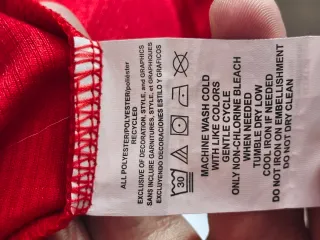 ALL POLYESTER/POLYESTER/poliéster
RECYCLED
EXCLUSIVE OF DECORATION, STYLE, and GRAPHICS
SANS INCLURE GARNITURES, STYLE, et GRAPHIQUES
EXCLUYENDO DECORACIONES ESTILO Y GRAFICOS
30
MACHINE WASH COLD
WITH LIKE COLORS
GENTLE CYCLE
ONLY NON-CHLORINE BLEACH
WHEN NEEDED
TUMBLE DRY LOW
COOL IRON IF NEEDED
DO NOT IRON ON EMBELLISHMENT
DO NOT DRY CLEAN